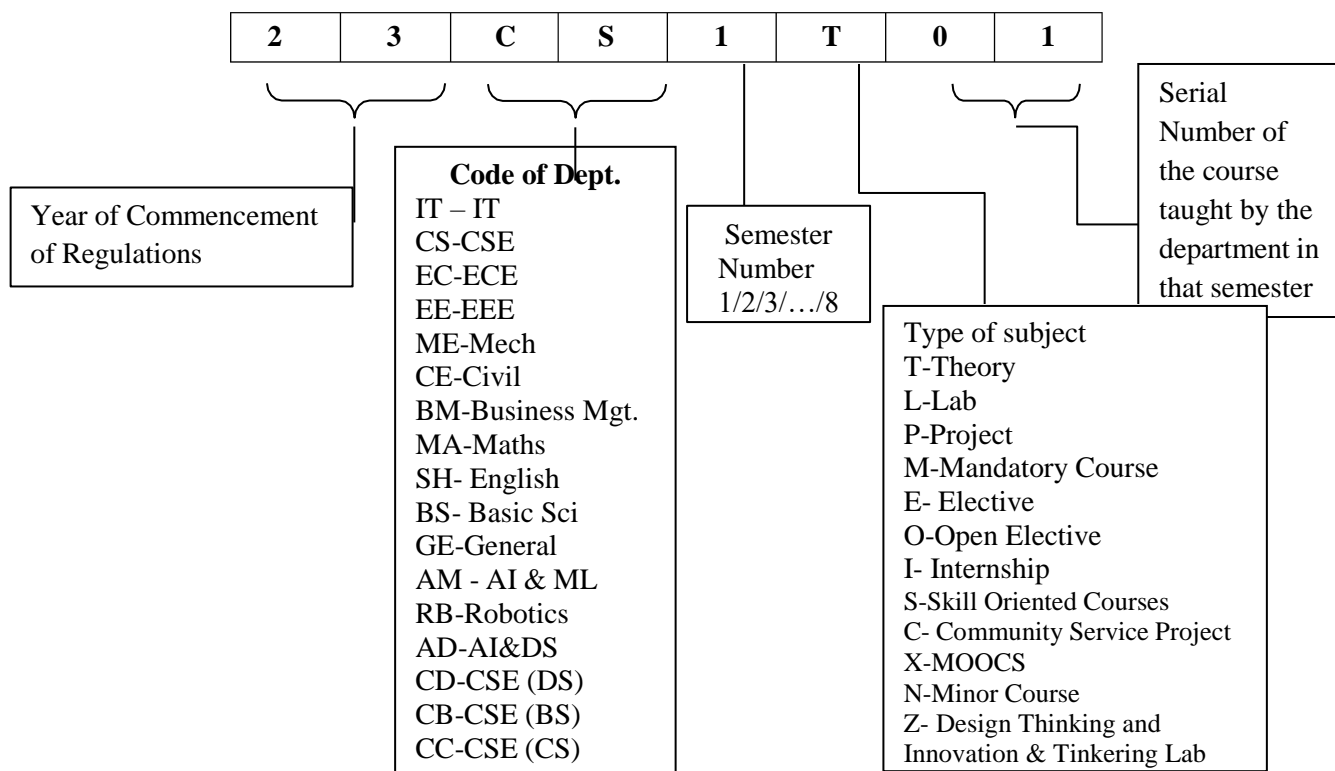 2 3 C S 1 T 0 1
Year of Commencement
of Regulations
Code of Dept.
IT – IT
CS-CSE
EC-ECE
EE-EEE
ME-Mech
CE-Civil
BM-Business Mgt.
MA-Maths
SH- English
BS- Basic Sci
GE-General
AM - AI & ML
RB-Robotics
AD-AI&DS
CD-CSE (DS)
CB-CSE (BS)
CC-CSE (CS)
Semester
Number
1/2/3/…/8
Type of subject
T-Theory
L-Lab
P-Project
M-Mandatory Course
E- Elective
O-Open Elective
I- Internship
S-Skill Oriented Courses
C- Community Service Project
X-MOOCS
N-Minor Course
Z- Design Thinking and
Innovation & Tinkering Lab
Serial
Number of
the course
taught by the
department in
that semester